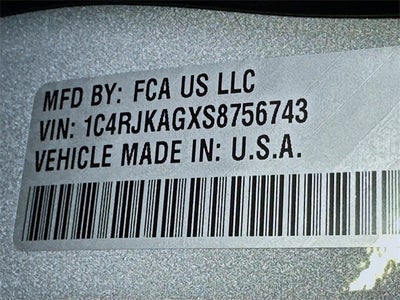 MFD BY: FCA US LLC
VIN: 1C4RJKAGXS8756743
VEHICLE MADE IN: U.S.A.